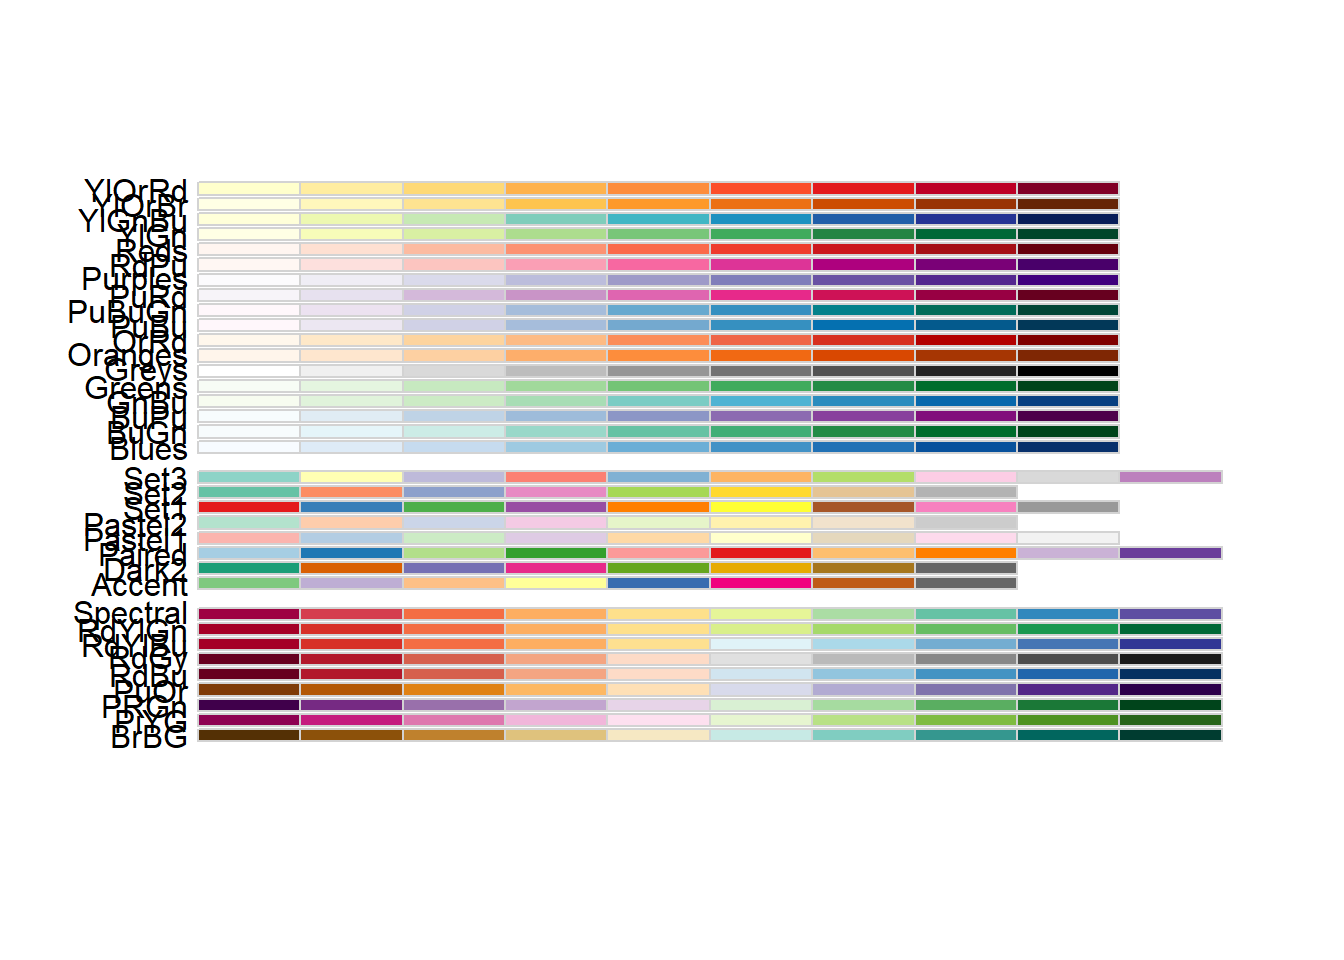 YlOrRd
YlOrBr
YlGnBu
YlGn
Reds
RdPu
Purples
PuRd
PuBuGn
PuBu
OrRd
Oranges
Greys
Greens
GnBu
BuPu
BuGn
Blues
Set3
Set2
Set1
Pastel2
Pastel1
Paired
Dark2
Accent
Spectral
RdYlGn
RdYlBu
RdGy
RdBu
PuOr
PRGn
PiYG
BrBG